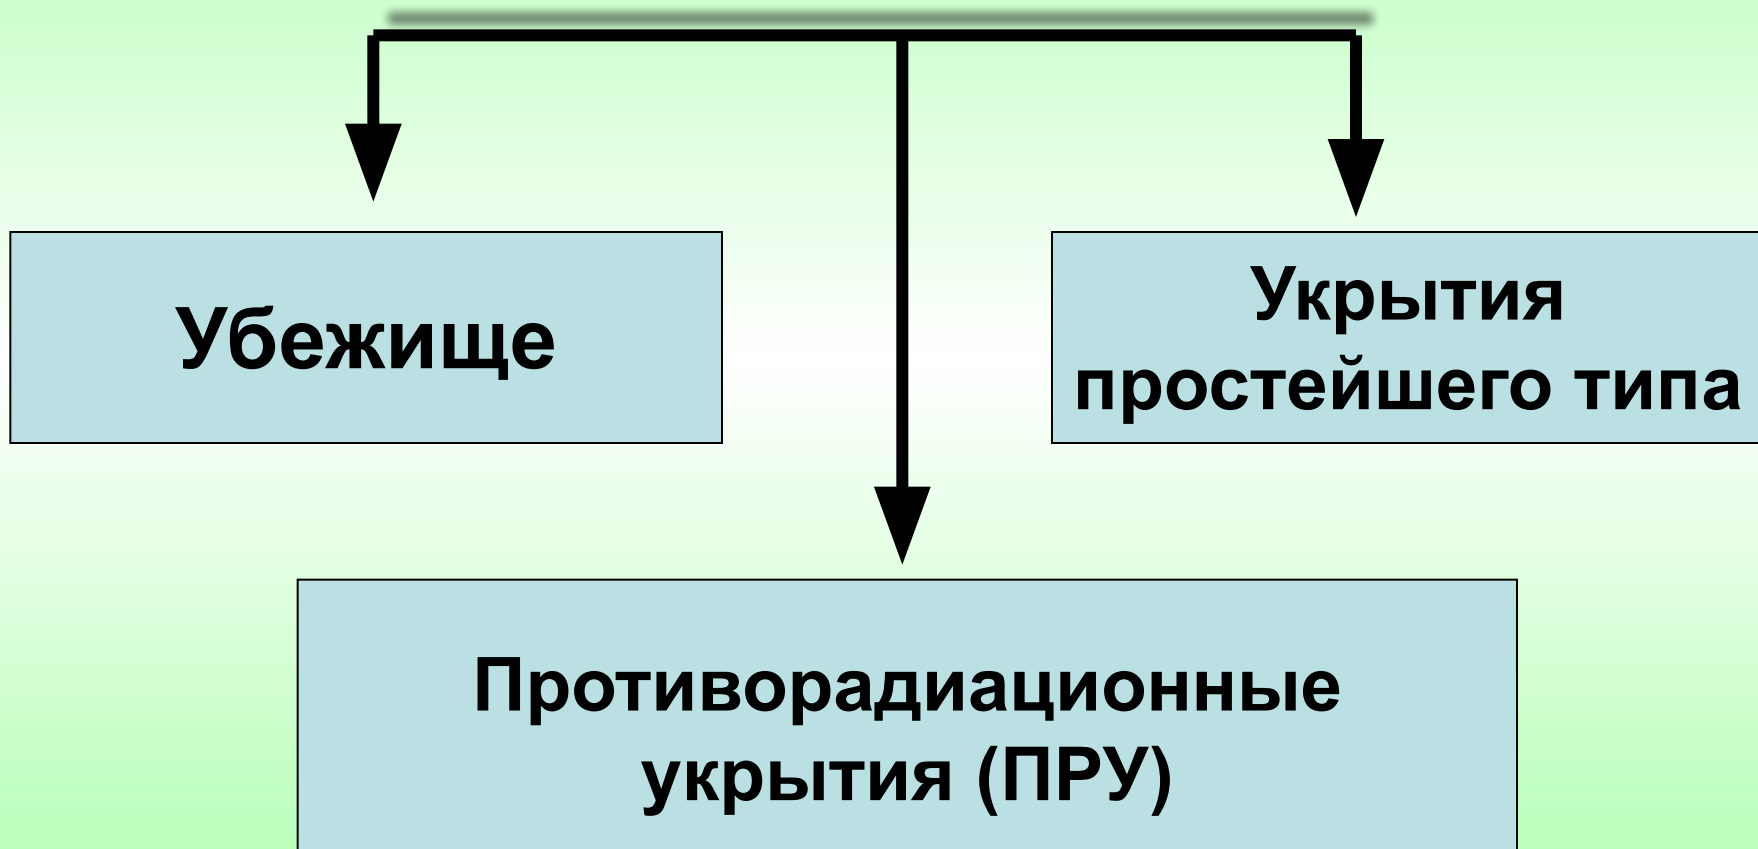 Убежище
Укрытия
простейшего типа
Противорадиационные
укрытия (ПРУ)